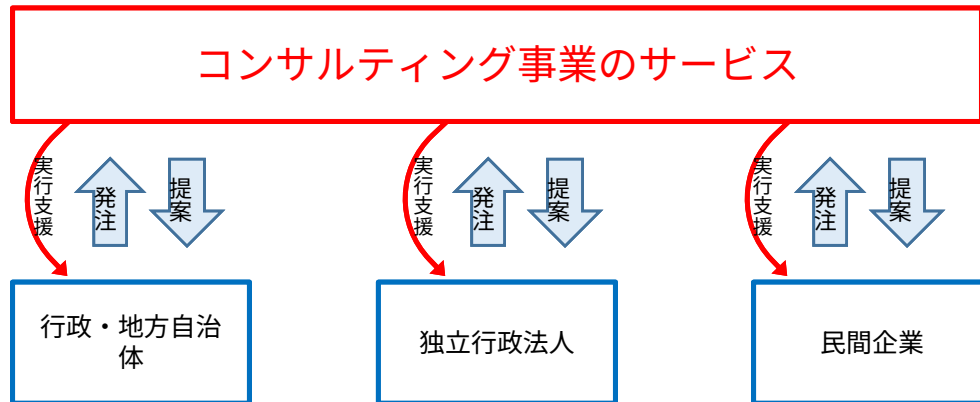 コンサルティング事業のサービス
実行支援
発注
提案
実行支援
発注
提案
実行支援
発注
提案
行政・地方自治
体
独立行政法人
民間企業